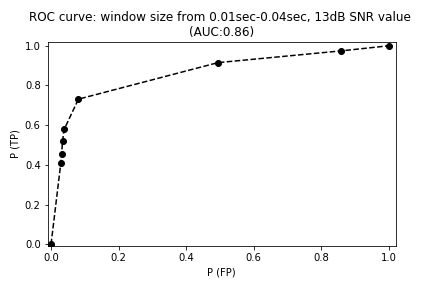 ROC curve: window size from 0.01sec-0.04sec, 13dB SNR value
(AUC:0.86)
1.0
0.8
0.6
0.4
0.2
0.0
P (TP)
0.0 0.2 0.4 0.6 0.8 1.0
P (FP)